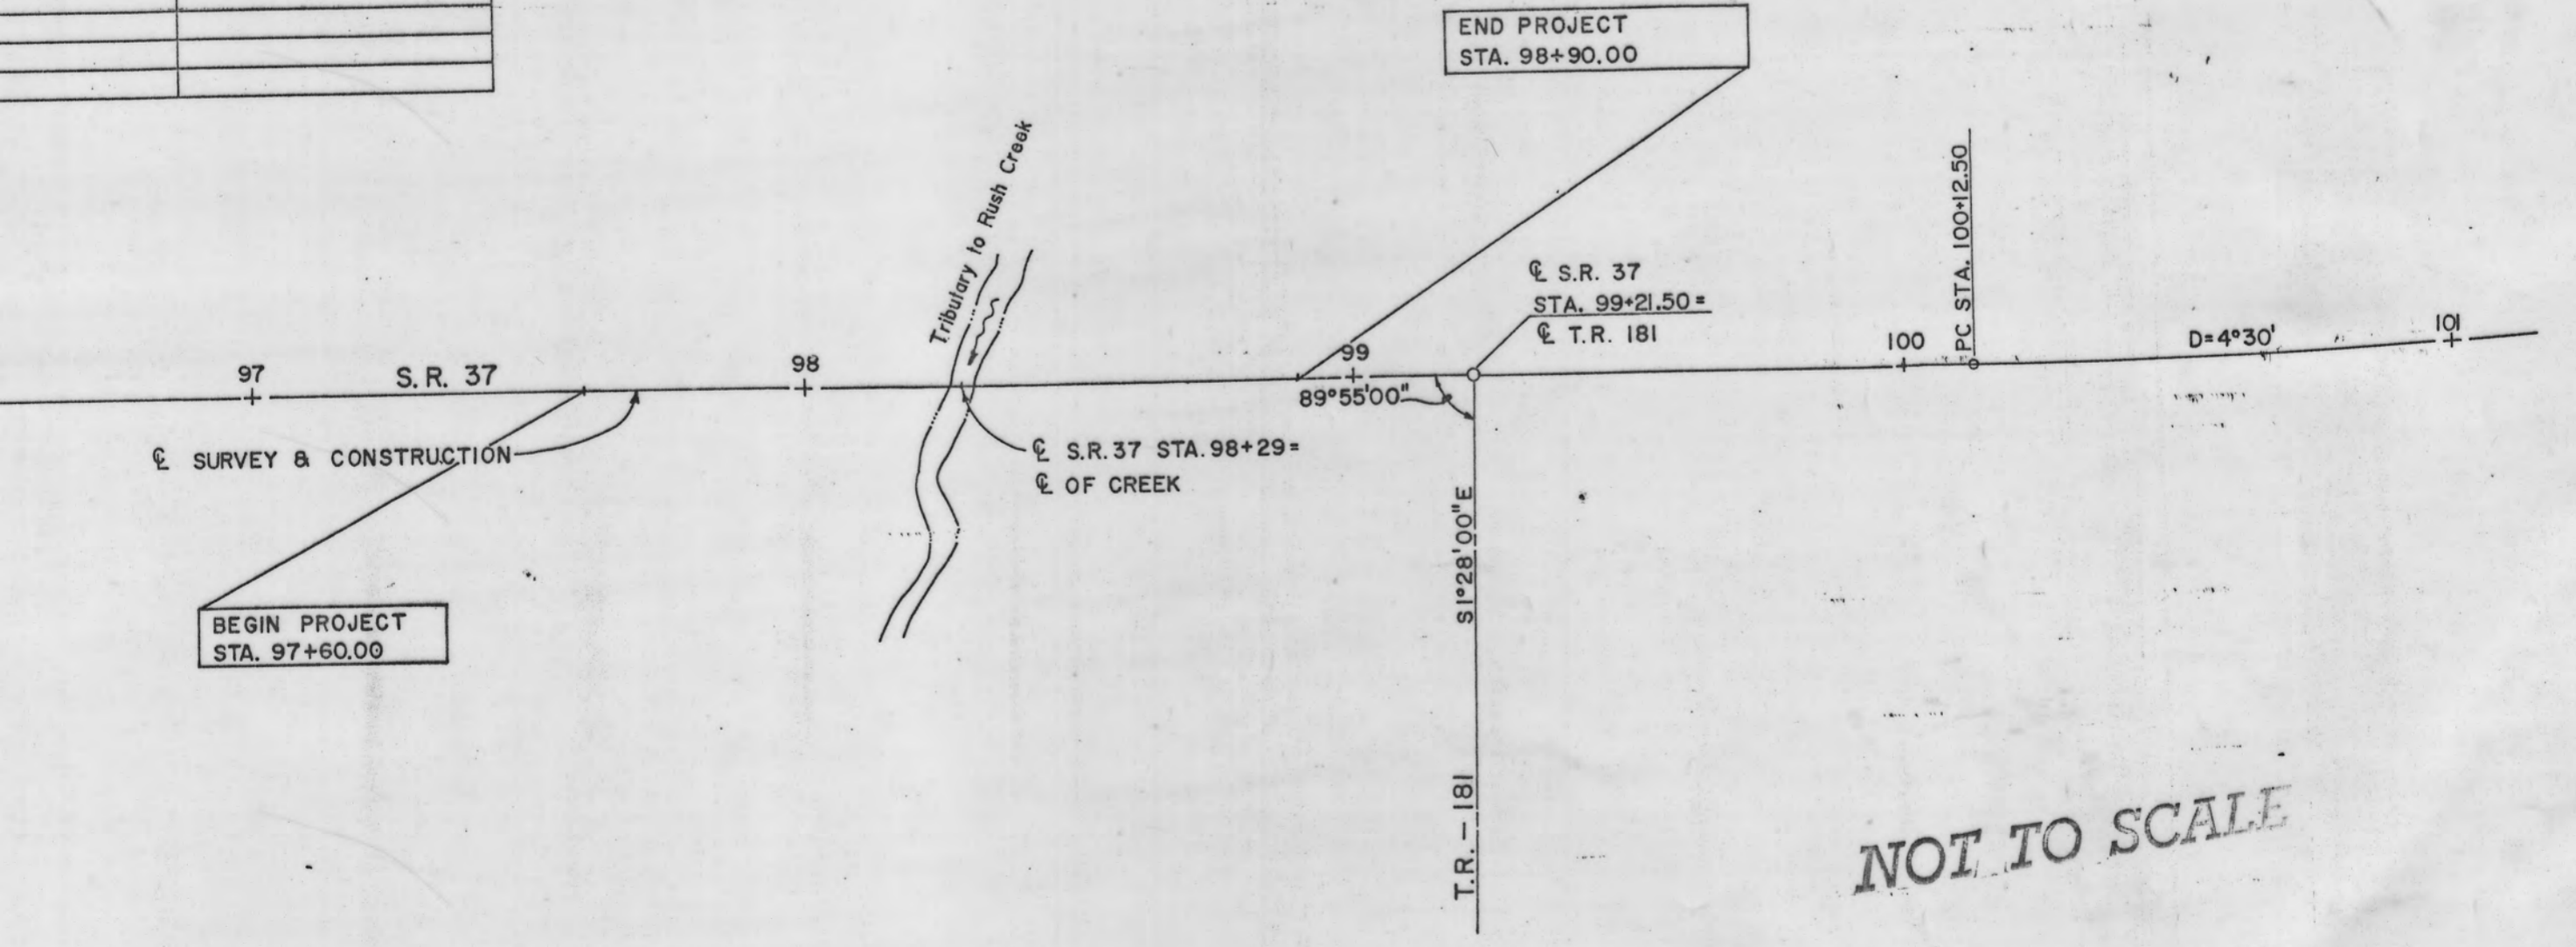 END PROJECT
STA. 98+90.00
Tributary to Rush Creek
PC STA. 100+12.50
℄ S.R. 37
STA. 99+21.50=
℄ T.R. 181
97
S.R. 37
98
99
100
D=4°30'
101
89°55'00"
℄ SURVEY & CONSTRUCTION
℄ S.R.37 STA.98+29=
℄ OF CREEK
S1°28'00"E
BEGIN PROJECT
STA. 97+60.00
T.R.-181
NOT TO SCALE